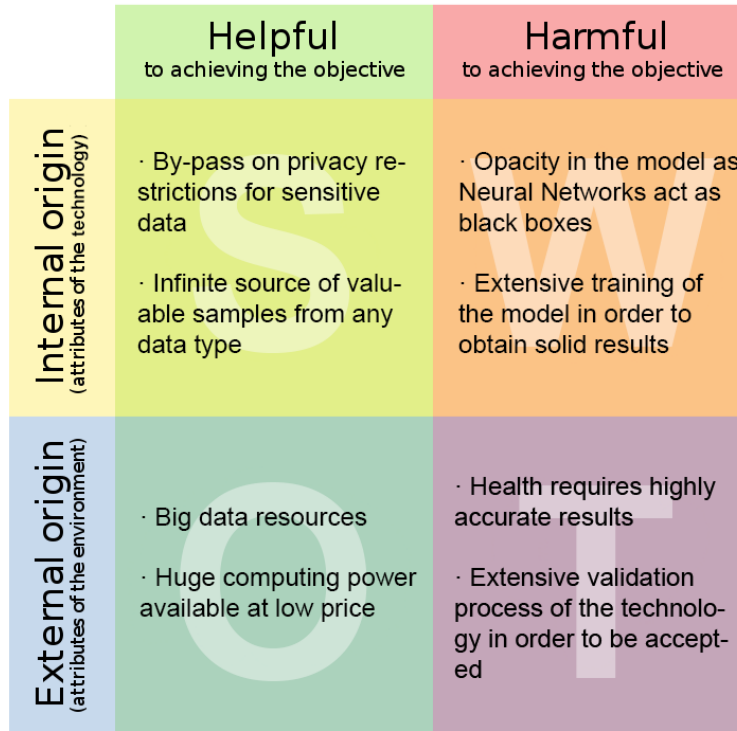 Helpful
to achieving the objective
Harmful
to achieving the objective
Internal origin
(attributes of the technology)
S
· By-pass on privacy re-
strictions for sensitive
data
· Infinite source of valu-
able samples from any
data type
W
· Opacity in the model as
Neural Networks act as
black boxes
· Extensive training of
the model in order to
obtain solid results
External origin
(attributes of the environment)
O
· Big data resources
· Huge computing power
available at low price
T
· Health requires highly
accurate results
· Extensive validation
process of the technolo-
gy in order to be accept-
ed